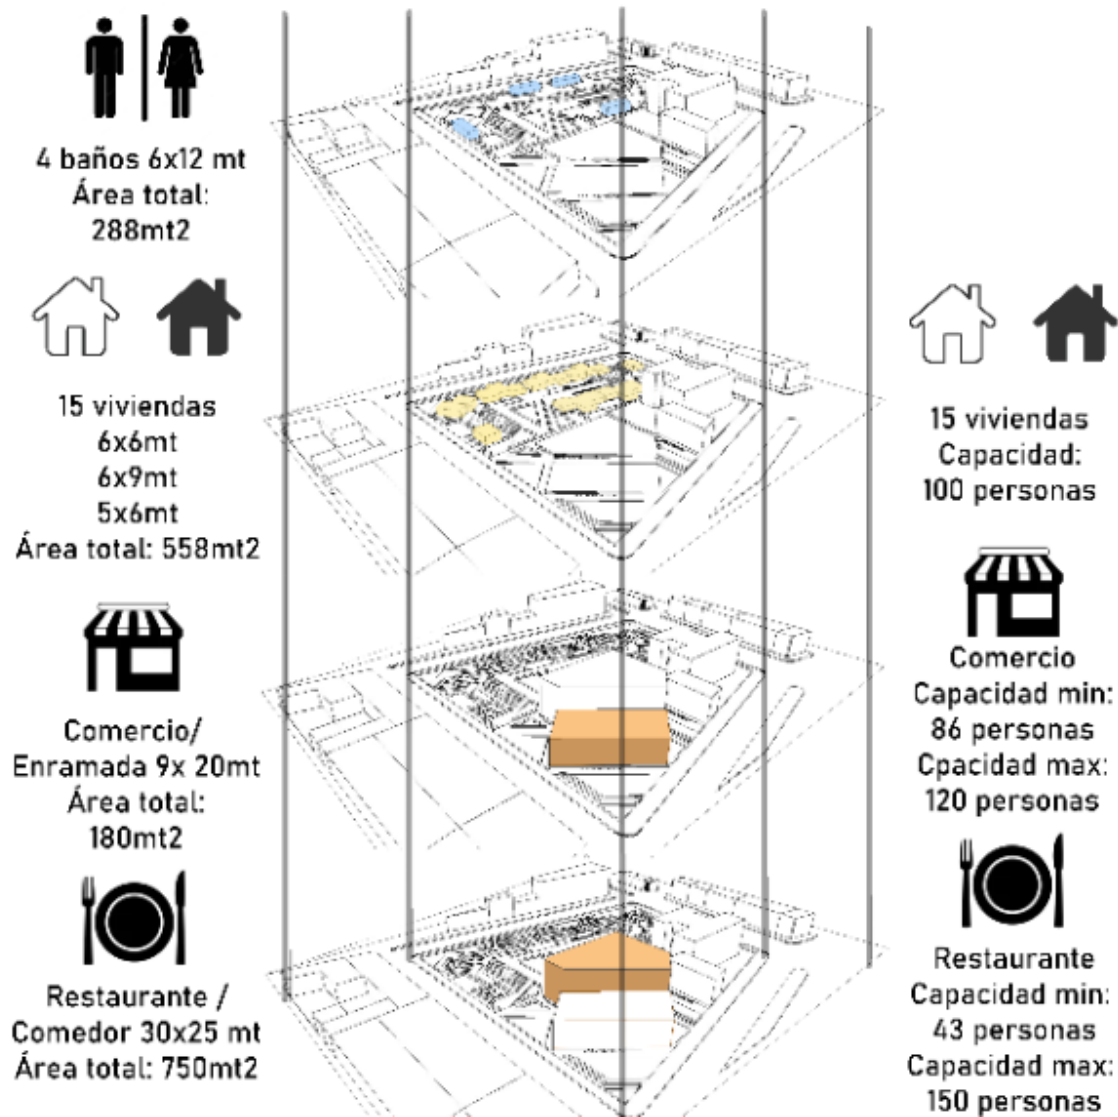 4 baños 6x12 mt
Área total:
288mt2
15 viviendas
6x6mt
6x9mt
5x6mt
Área total: 558mt2
Comercio/
Enramada 9x 20mt
Área total:
180mt2
Restaurante /
Comedor 30x25 mt
Área total: 750mt2
15 viviendas
Capacidad:
100 personas
Comercio
Capacidad min:
86 personas
Cpacidad max:
120 personas
Restaurante
Capacidad min:
43 personas
Capacidad max:
150 personas